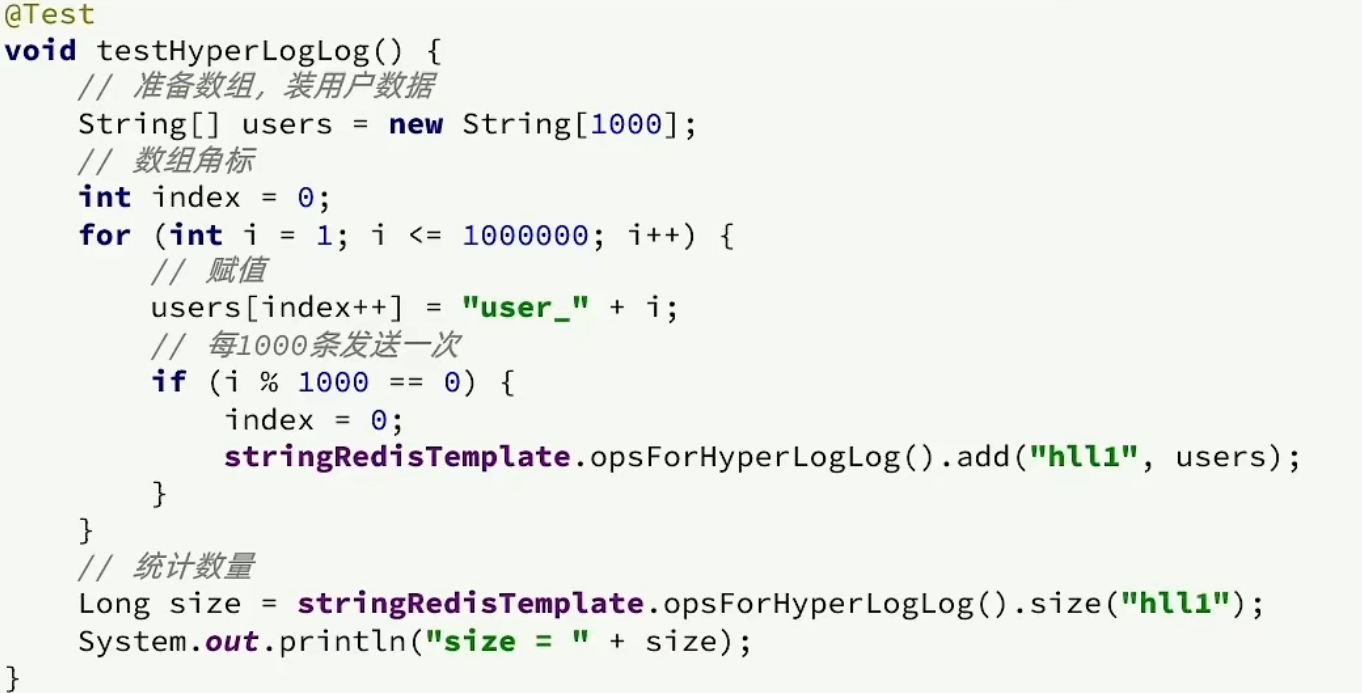 @Test
void testHyperLogLog() {
    // 准备数组，装用户数据
    String[] users = new String[1000];
    // 数组角标
    int index = 0;
    for (int i = 1; i <= 1000000; i++) {
        // 赋值
        users[index++] = "user_" + i;
        // 每1000条发送一次
        if (i % 1000 == 0) {
            index = 0;
            stringRedisTemplate.opsForHyperLogLog().add("hll1", users);
        }
    }
    // 统计数量
    Long size = stringRedisTemplate.opsForHyperLogLog().size("hll1");
    System.out.println("size = " + size);
}